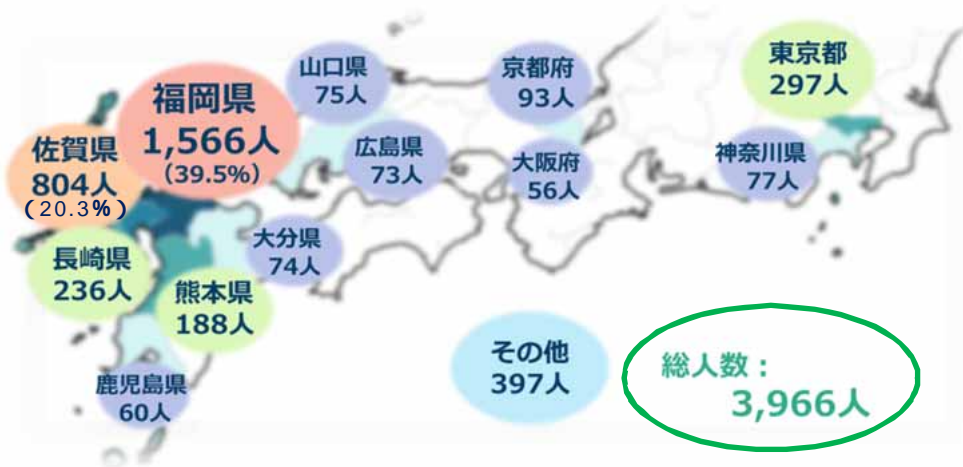 山口県
75人
京都府
93人
東京都
297人
福岡県
1,566人
(39.5%)
佐賀県
804人
(20.3%)
広島県
73人
大阪府
56人
神奈川県
77人
長崎県
236人
大分県
74人
熊本県
188人
鹿児島県
60人
その他
397人
総人数：
3,966人